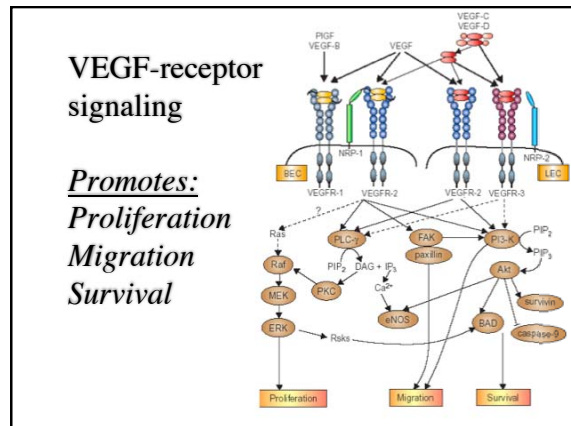 VEGF-receptor
signaling
Promotes:
Proliferation
Migration
Survival
VEGF-C
VEGF-D
PlGF
VEGF-B
VEGF
NRP-1
NRP-2
BEC
LEC
VEGFR-1
VEGFR-2
VEGFR-2
VEGFR-3
?
Ras
PLC-γ
FAK
paxillin
PI3-K
PIP2
PIP3
Raf
PIP2
DAG + IP3
Akt
MEK
PKC
Ca2+
survivin
ERK
eNOS
BAD
caspase-9
Rsks
Proliferation
Migration
Survival